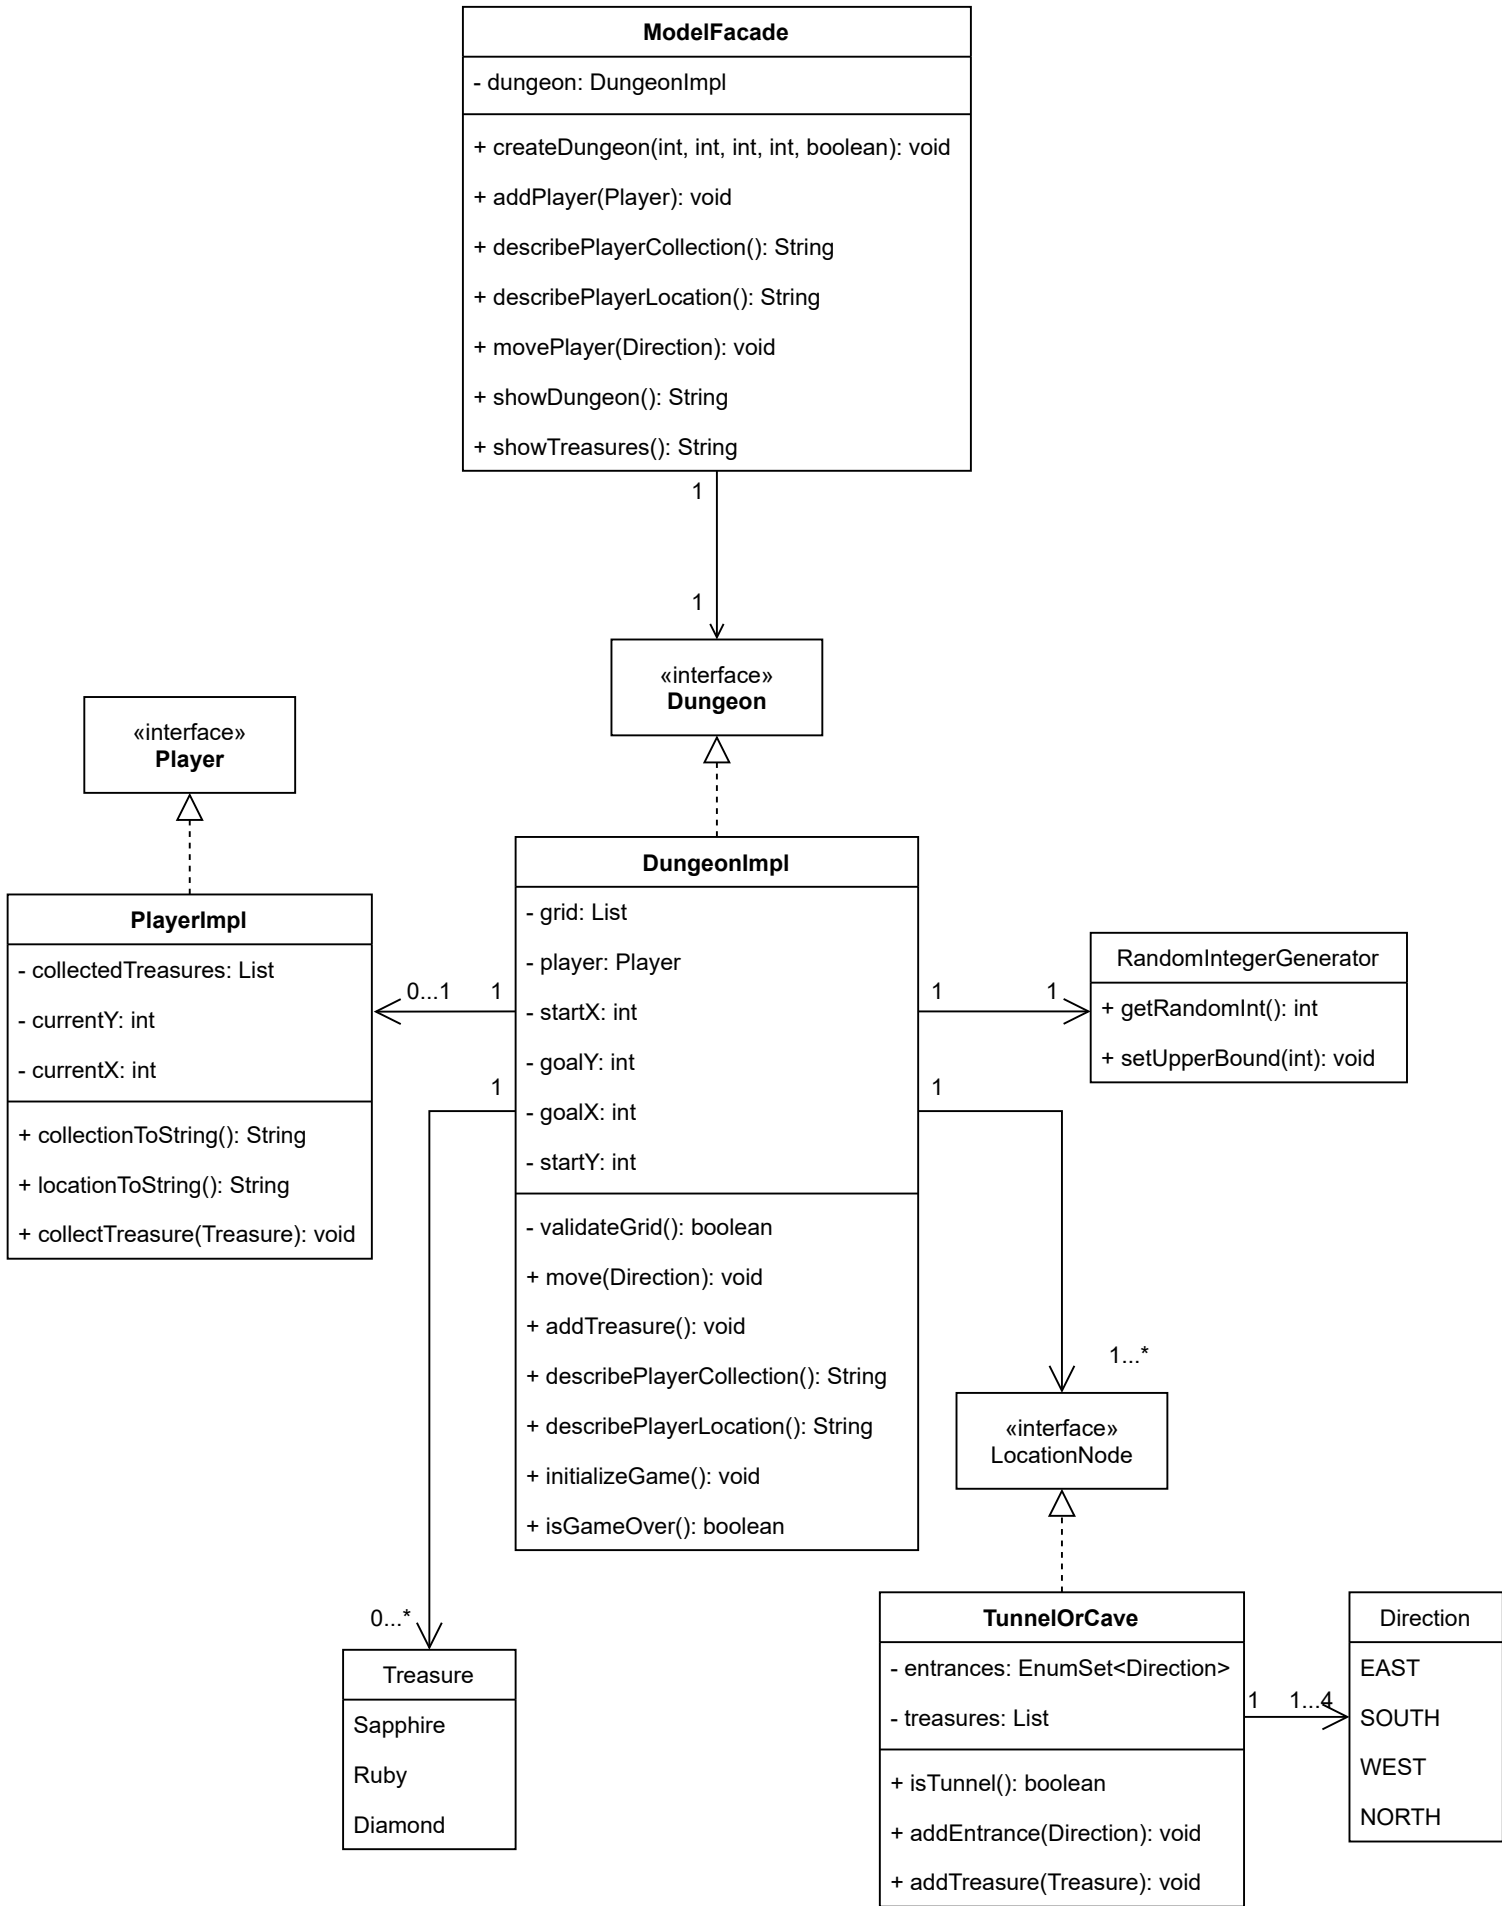 ModelFacade
- dungeon: DungeonImpl
+ createDungeon(int, int, int, int, boolean): void
+ addPlayer(Player): void
+ describePlayerCollection(): String
+ describePlayerLocation(): String
+ movePlayer(Direction): void
+ showDungeon(): String
+ showTreasures(): String
1
1
«interface»
Dungeon
«interface»
Player
PlayerImpl
- collectedTreasures: List
- currentY: int
- currentX: int
+ collectionToString(): String
+ locationToString(): String
+ collectTreasure(Treasure): void
0...1
1
1
DungeonImpl
- grid: List
- player: Player
- startX: int
- goalY: int
- goalX: int
- startY: int
- validateGrid(): boolean
+ move(Direction): void
+ addTreasure(): void
+ describePlayerCollection(): String
+ describePlayerLocation(): String
+ initializeGame(): void
+ isGameOver(): boolean
1
1
RandomIntegerGenerator
+ getRandomInt(): int
+ setUpperBound(int): void
1
1...*
«interface»
LocationNode
0...*
Treasure
Sapphire
Ruby
Diamond
TunnelOrCave
- entrances: EnumSet<Direction>
- treasures: List
+ isTunnel(): boolean
+ addEntrance(Direction): void
+ addTreasure(Treasure): void
1
1...4
Direction
EAST
SOUTH
WEST
NORTH